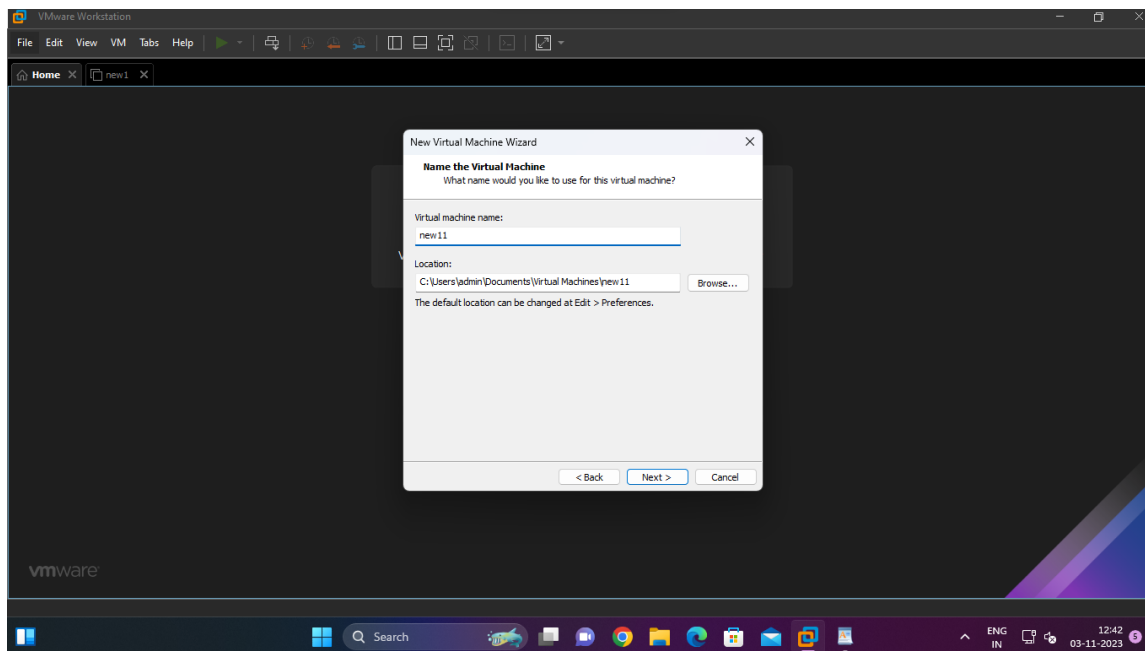 VMware Workstation
File Edit View VM Tabs Help
Home new1
New Virtual Machine Wizard
Name the Virtual Machine
What name would you like to use for this virtual machine?
Virtual machine name:
new11
Location:
C:\Users\admin\Documents\Virtual Machines\new11 Browse...
The default location can be changed at Edit > Preferences.
< Back Next > Cancel
vmware
Search
ENG 12:42
IN 03-11-2023 5